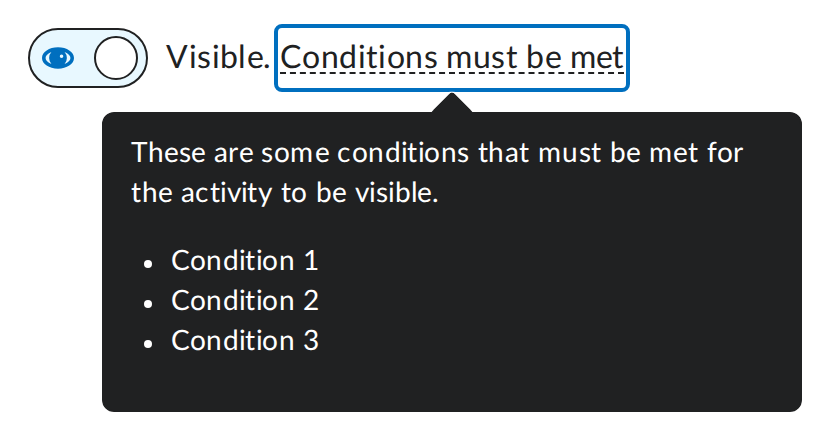 Visible. Conditions must be met
These are some conditions that must be met for
the activity to be visible.
• Condition 1
• Condition 2
• Condition 3